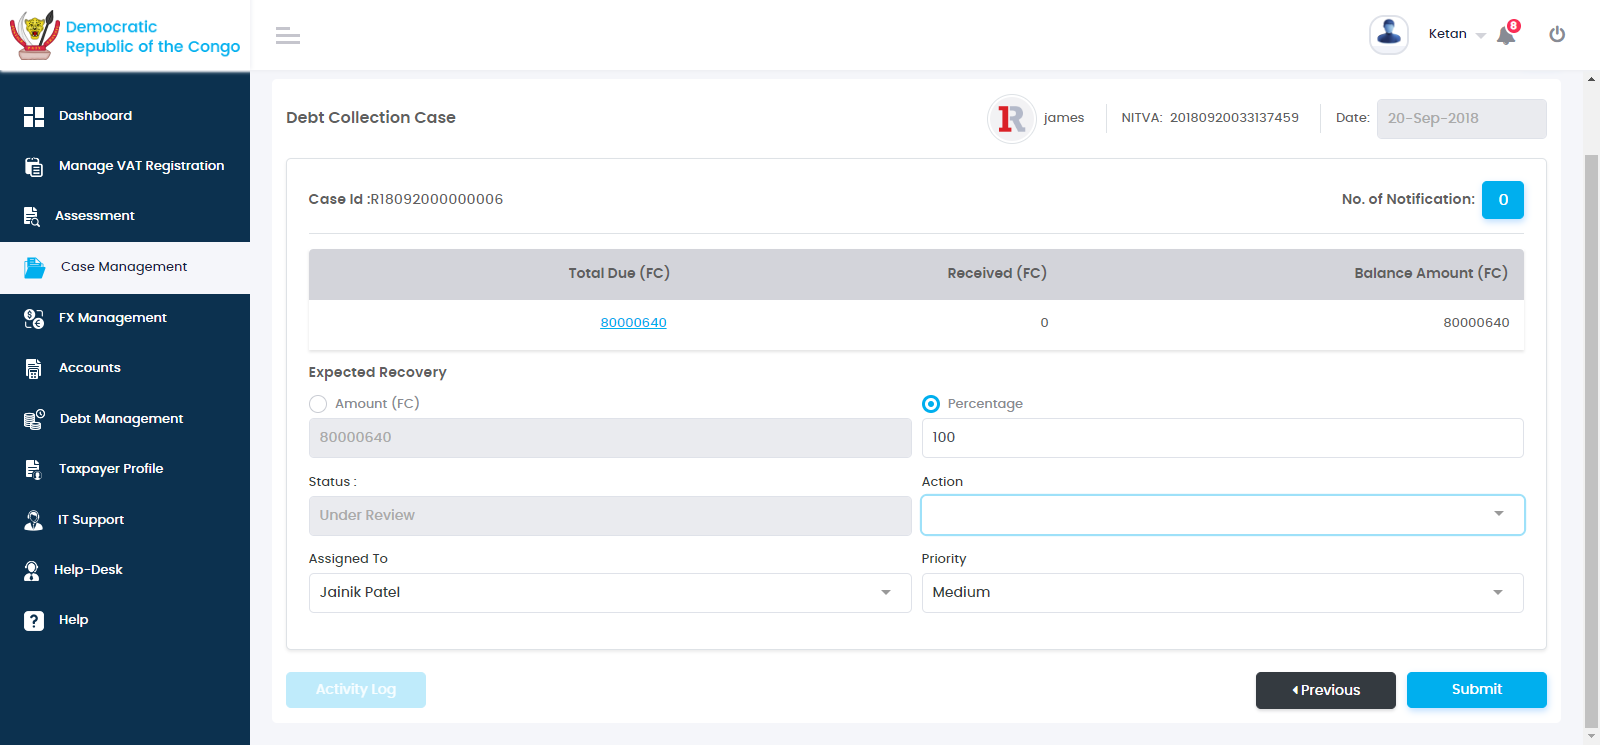 Democratic
Republic of the Congo
Ketan
8
Dashboard
Manage VAT Registration
Assessment
Case Management
FX Management
Accounts
Debt Management
Taxpayer Profile
IT Support
Help-Desk
Help
Debt Collection Case
1R
james
NITVA: 20180920033137459
Date: 20-Sep-2018
Case Id :R18092000000006
No. of Notification: 0
Total Due (FC) Received (FC) Balance Amount (FC)
80000640 0 80000640
Expected Recovery
Amount (FC) Percentage
80000640 100
Status : Action
Under Review
Assigned To Priority
Jainik Patel Medium
Activity Log
Previous
Submit